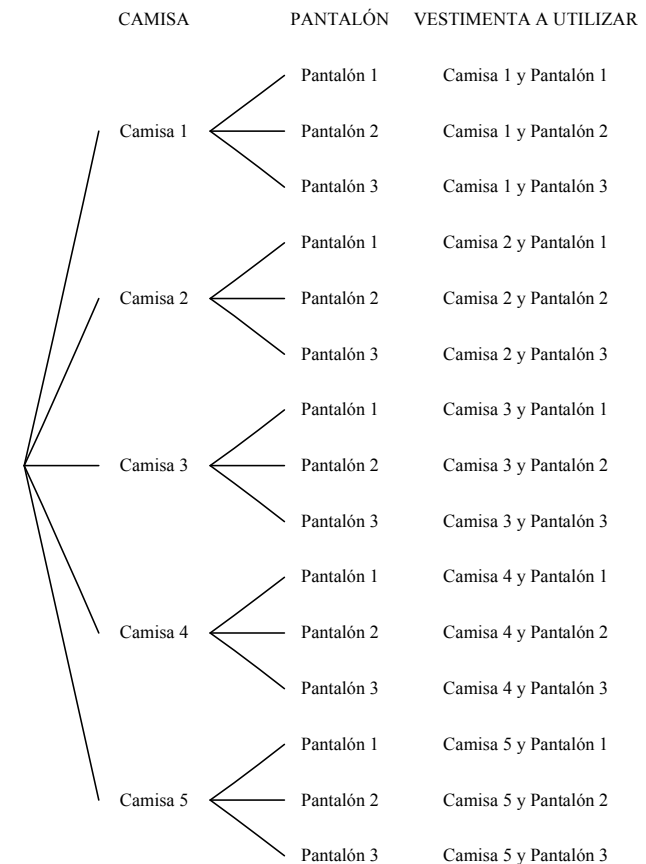 CAMISA PANTALÓN VESTIMENTA A UTILIZAR
Pantalón 1 Camisa 1 y Pantalón 1
Camisa 1 Pantalón 2 Camisa 1 y Pantalón 2
Pantalón 3 Camisa 1 y Pantalón 3
Pantalón 1 Camisa 2 y Pantalón 1
Camisa 2 Pantalón 2 Camisa 2 y Pantalón 2
Pantalón 3 Camisa 2 y Pantalón 3
Pantalón 1 Camisa 3 y Pantalón 1
Camisa 3 Pantalón 2 Camisa 3 y Pantalón 2
Pantalón 3 Camisa 3 y Pantalón 3
Pantalón 1 Camisa 4 y Pantalón 1
Camisa 4 Pantalón 2 Camisa 4 y Pantalón 2
Pantalón 3 Camisa 4 y Pantalón 3
Pantalón 1 Camisa 5 y Pantalón 1
Camisa 5 Pantalón 2 Camisa 5 y Pantalón 2
Pantalón 3 Camisa 5 y Pantalón 3